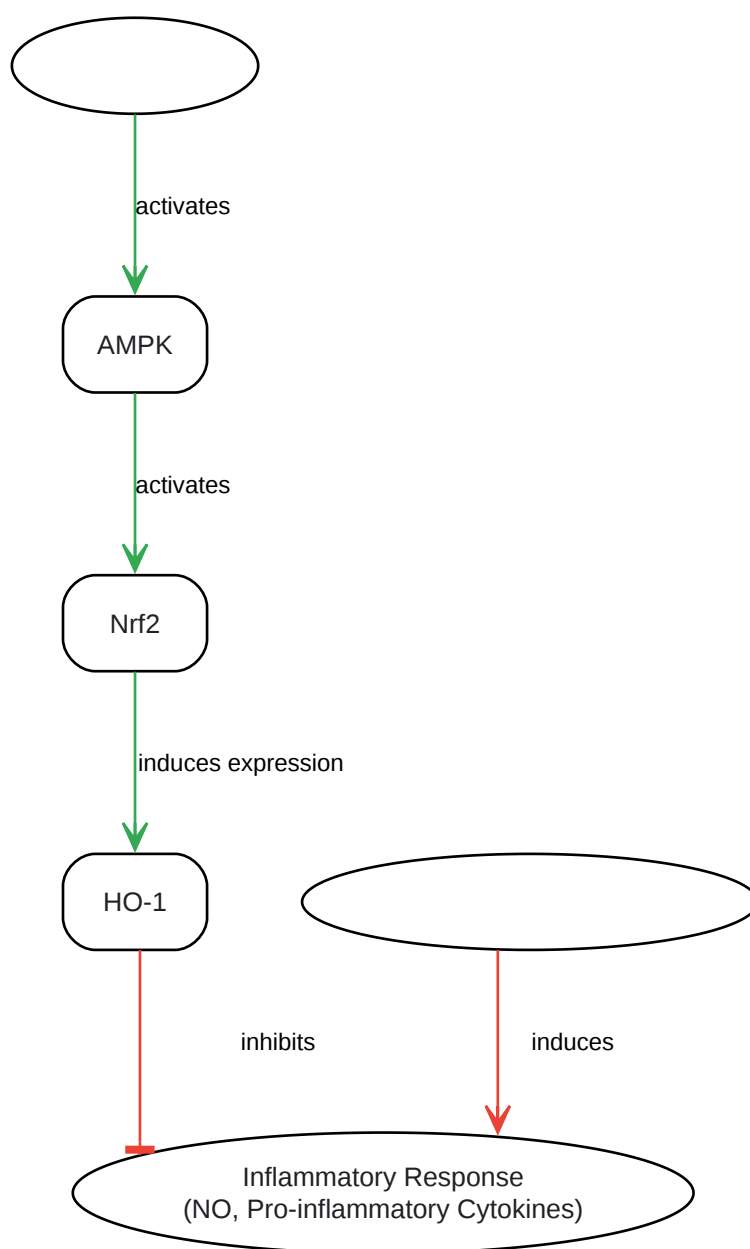 activates
AMPK
activates
Nrf2
induces expression
HO-1
inhibits
induces
Inflammatory Response
(NO, Pro-inflammatory Cytokines)